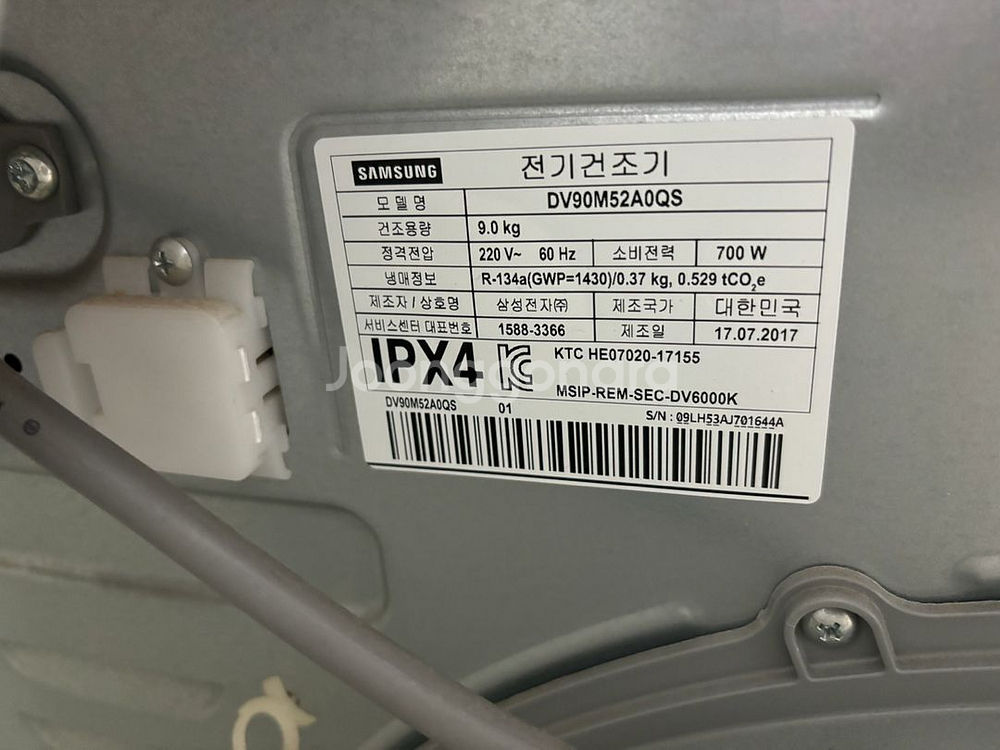 SAMSUNG 전기건조기
모델명 DV90M52A0QS
건조용량 9.0 kg
정격전압 220 V~ 60 Hz 소비전력 700 W
냉매정보 R-134a(GWP=1430)/0.37 kg, 0.529 tCO₂e
제조자 / 상호명 삼성전자㈜ 제조국가 대한민국
서비스센터 대표번호 1588-3366 제조일 17.07.2017
IPX4 KC KTC HE07020-17155
MSIP-REM-SEC-DV6000K
Joonggonara
DV90M52A0QS 01 S/N : 09LH53AJ701644A